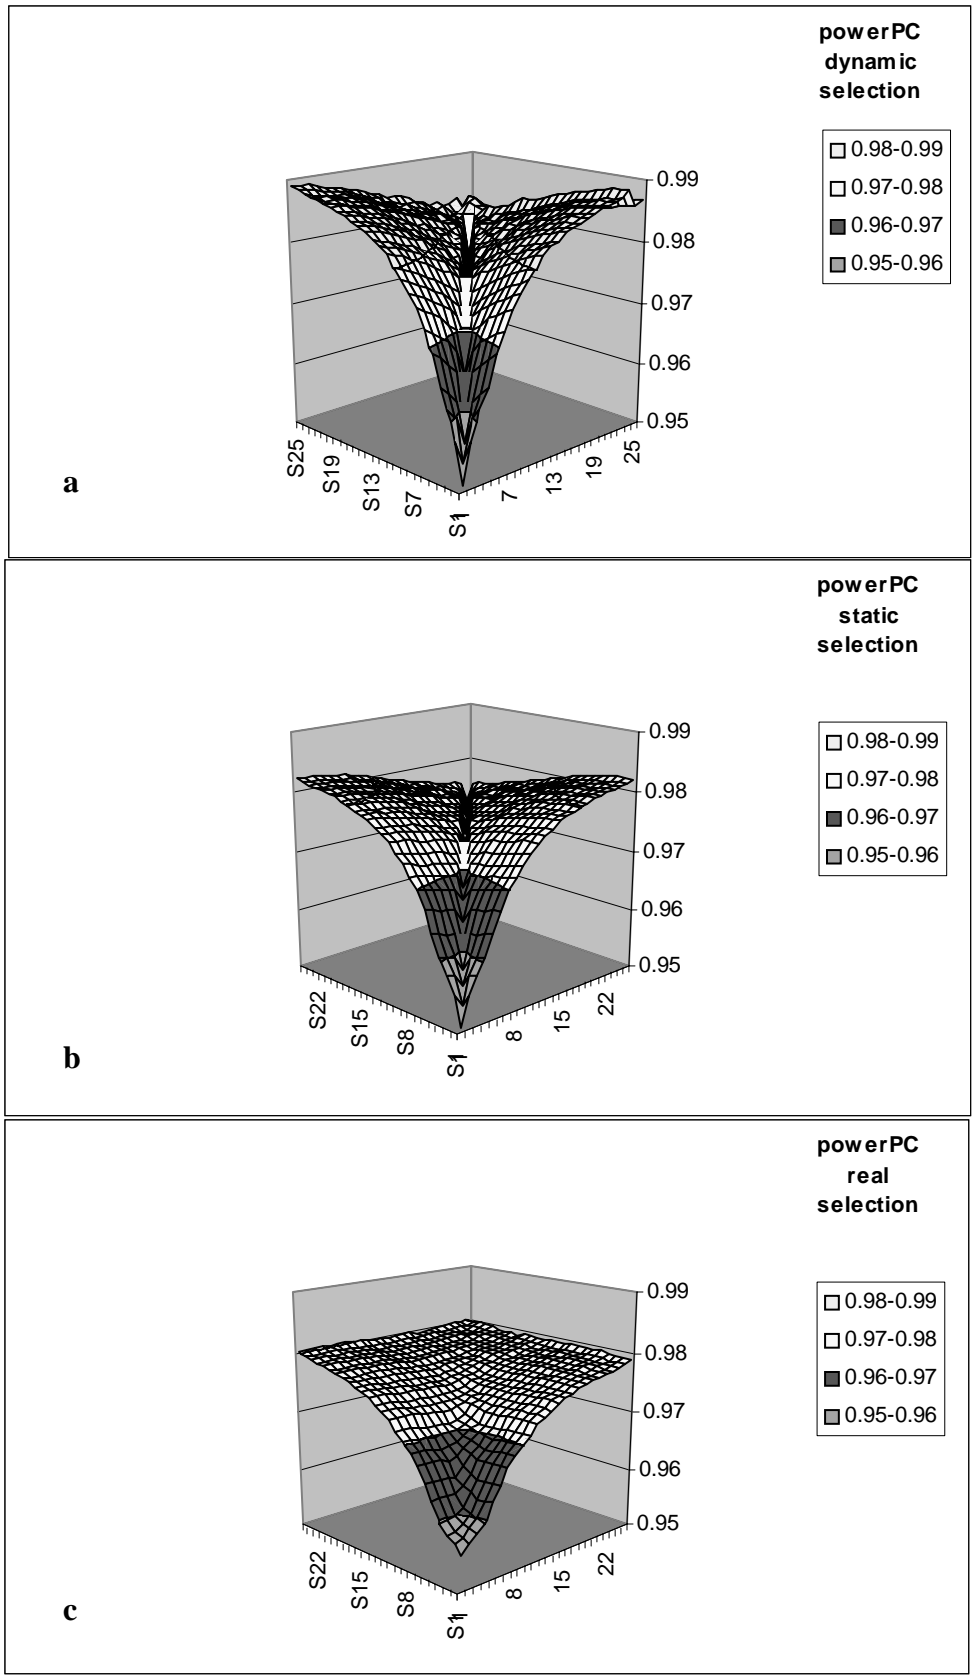 powerPC
dynamic
selection
0.98-0.99
0.97-0.98
0.96-0.97
0.95-0.96
0.99
0.98
0.97
0.96
0.95
S25
S19
S13
S7
S1
1
7
13
19
25
a
powerPC
static
selection
0.98-0.99
0.97-0.98
0.96-0.97
0.95-0.96
0.99
0.98
0.97
0.96
0.95
S22
S15
S8
S1
1
8
15
22
b
powerPC
real
selection
0.98-0.99
0.97-0.98
0.96-0.97
0.95-0.96
0.99
0.98
0.97
0.96
0.95
S22
S15
S8
S1
1
8
15
22
c